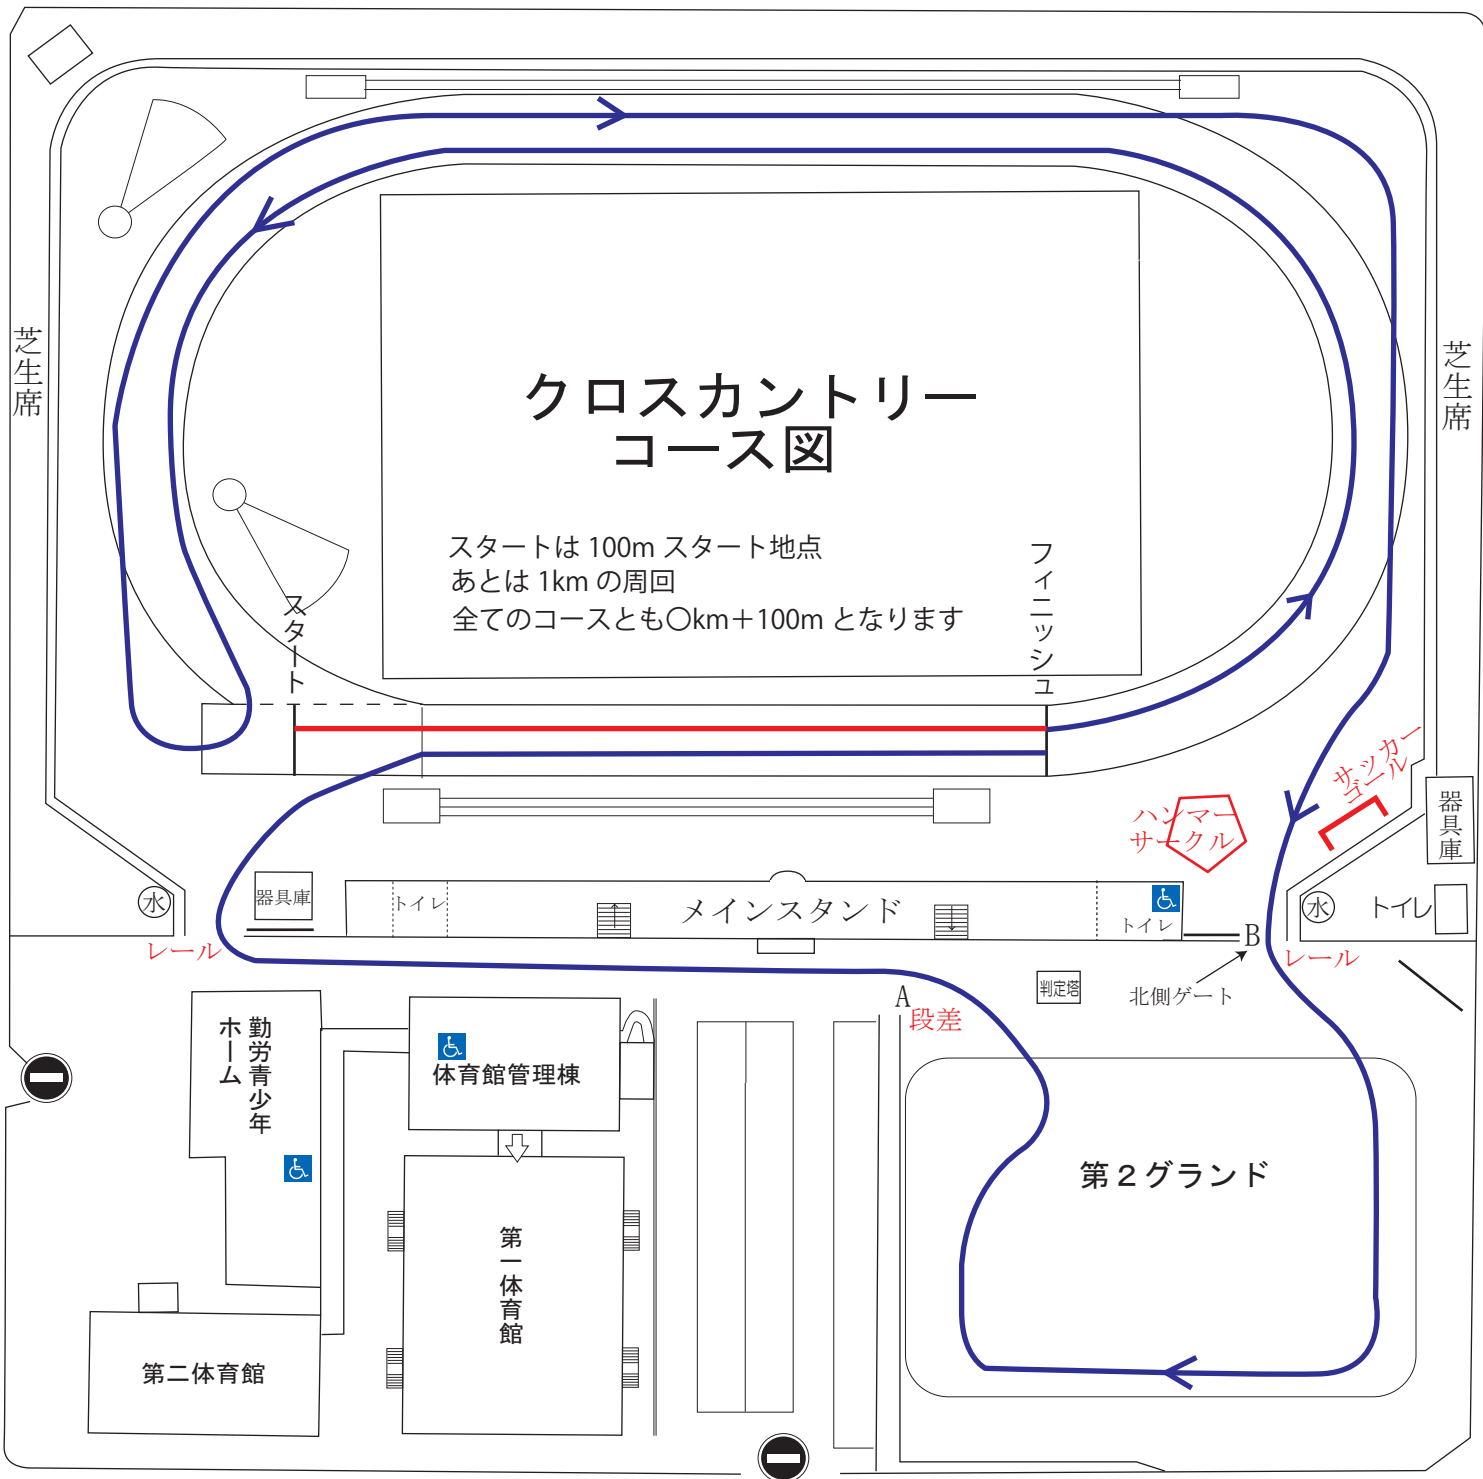 芝生席
芝生席
クロスカントリー
コース図
スタートは 100m スタート地点
あとは 1km の周回
全てのコースとも〇km＋100m となります
スタート
フィニッシュ
サッカー
ゴール
ハンマー
サークル
器具庫
水
器具庫
トイレ
メインスタンド
トイレ
水
トイレ
レール
B
レール
北側ゲート
判定塔
A
段差
勤労青少年
ホーム
体育館管理棟
第２グランド
第一体育館
第二体育館